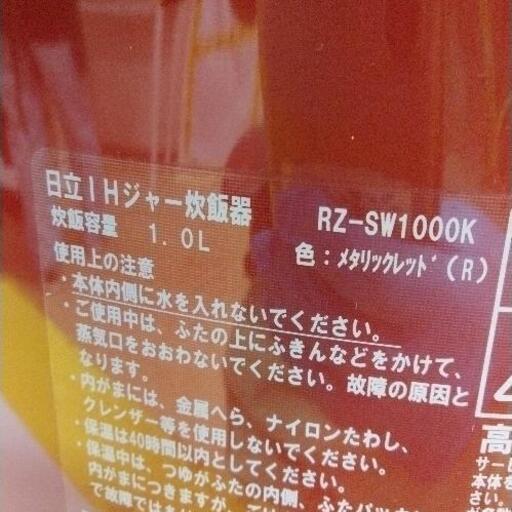 日立IHジャー炊飯器 RZ-SW1000K
炊飯容量 1.0L 色:メタリックレッド(R)
使用上の注意
・本体内側に水を入れないでください。
・ご使用中は、ふたの上にふきんなどをかけて、
蒸気口をおおわないでください。故障の原因と
なります。
・内がまには、金属へら、ナイロンたわし、
クレンザー等を使用しないでください。
・保温は40時間以内としてください。
・保温中は、つゆがふたの内側、ふたパッキン
内がまにつきますが、
で故障では
高
サービ
本体を
さい。